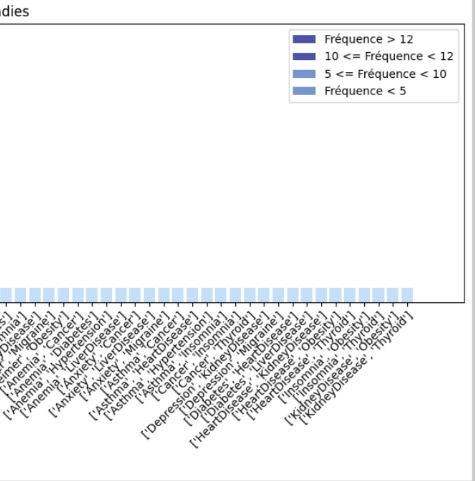 dies
Fréquence > 12
10 <= Fréquence < 12
5 <= Fréquence < 10
Fréquence < 5
'Obesity']
['Anemia', 'Cancer']
['Anemia', 'Diabetes']
['Anemia', 'Hypertension']
['Anemia', 'LiverDisease']
['Anxiety', 'Cancer']
['Anxiety', 'LiverDisease']
['Anxiety', 'Migraine']
['Asthma', 'Cancer']
['Asthma', 'HeartDisease']
['Asthma', 'Hypertension']
['Cancer', 'Insomnia']
['Cancer', 'Thyroid']
['Depression', 'KidneyDisease']
['Depression', 'Migraine']
['Diabetes', 'HeartDisease']
['Diabetes', 'LiverDisease']
['HeartDisease', 'KidneyDisease']
['HeartDisease', 'Obesity']
['HeartDisease', 'Thyroid']
['Insomnia', 'Obesity']
['Insomnia', 'Thyroid']
['KidneyDisease', 'Obesity']
['KidneyDisease', 'Thyroid']